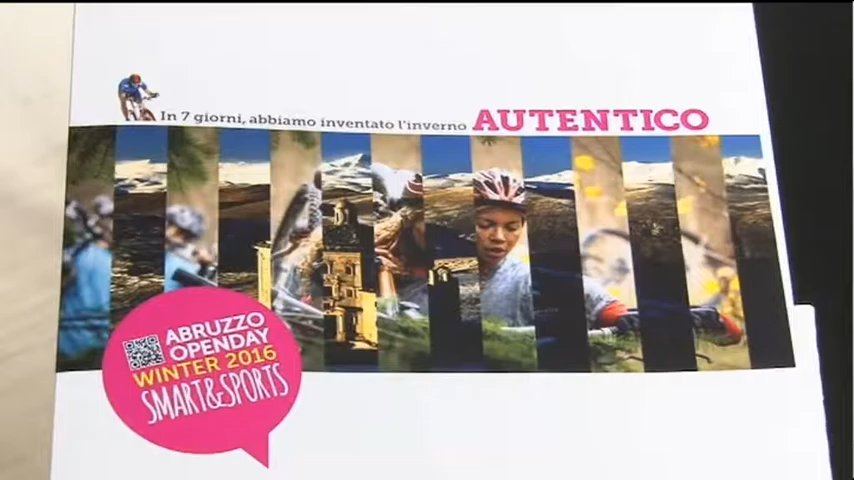 In 7 giorni, abbiamo inventato l'inverno AUTENTICO
ABRUZZO
OPENDAY
WINTER 2016
SMART&SPORTS